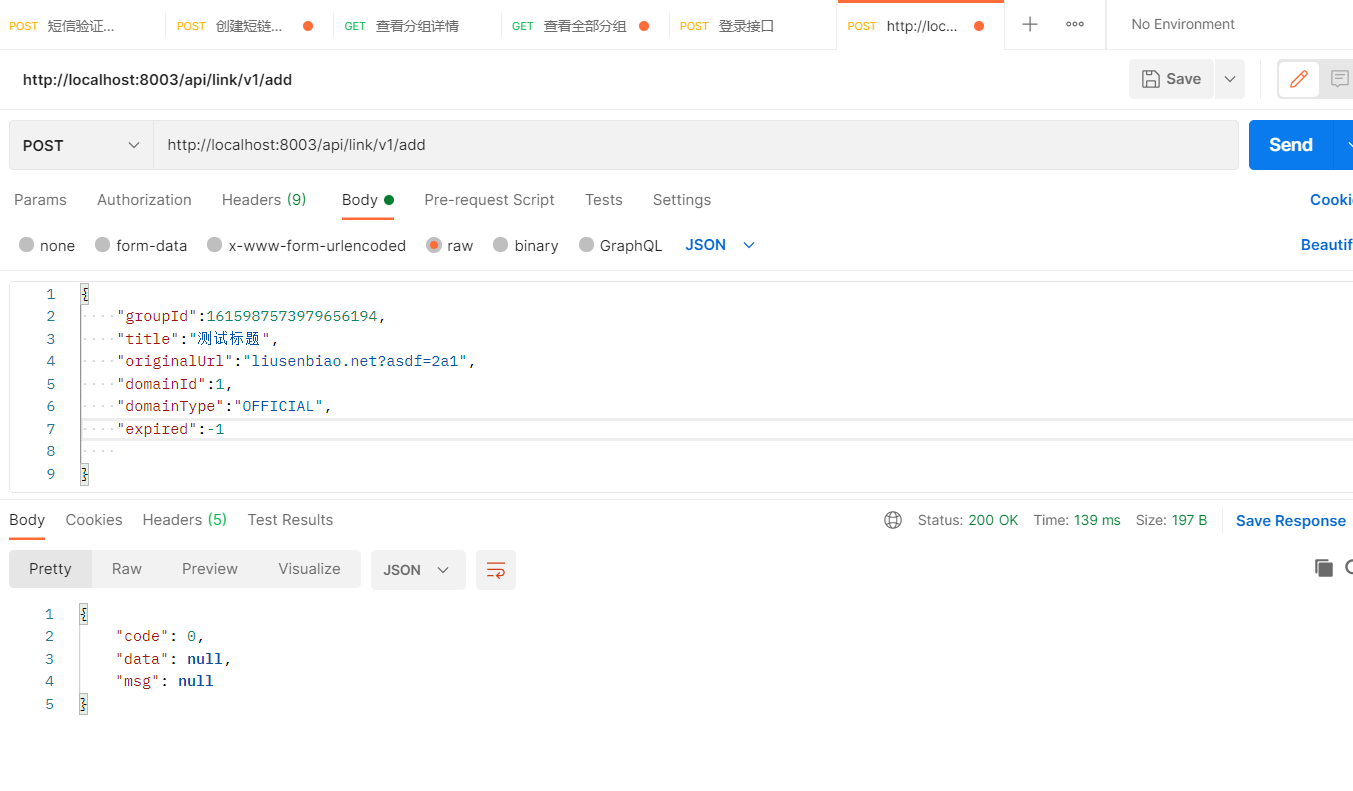 POST 短信验证... POST 创建短链... GET 查看分组详情 GET 查看全部分组 POST 登录接口 POST http://loc... No Environment
http://localhost:8003/api/link/v1/add Save
POST http://localhost:8003/api/link/v1/add Send
Params Authorization Headers (9) Body Pre-request Script Tests Settings Cooki
none form-data x-www-form-urlencoded raw binary GraphQL JSON Beautif
1 {
2 "groupId":1615987573979656194,
3 "title":"测试标题",
4 "originalUrl":"liusenbiao.net?asdf=2a1",
5 "domainId":1,
6 "domainType":"OFFICIAL",
7 "expired":-1
8
9 }
Body Cookies Headers (5) Test Results Status: 200 OK Time: 139 ms Size: 197 B Save Response
Pretty Raw Preview Visualize JSON
1 {
2 "code": 0,
3 "data": null,
4 "msg": null
5 }